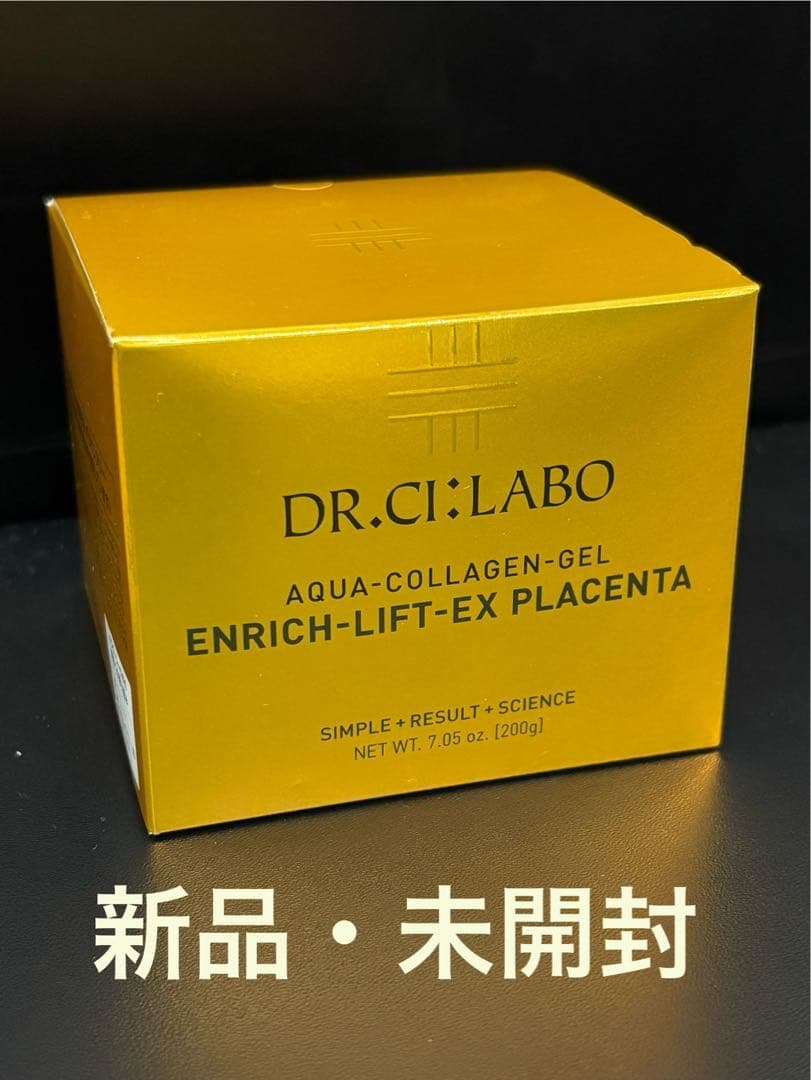 DR.CI:LABO
AQUA-COLLAGEN-GEL
ENRICH-LIFT-EX PLACENTA
SIMPLE + RESULT + SCIENCE
NET WT. 7.05 oz. [200g]
新品・未開封